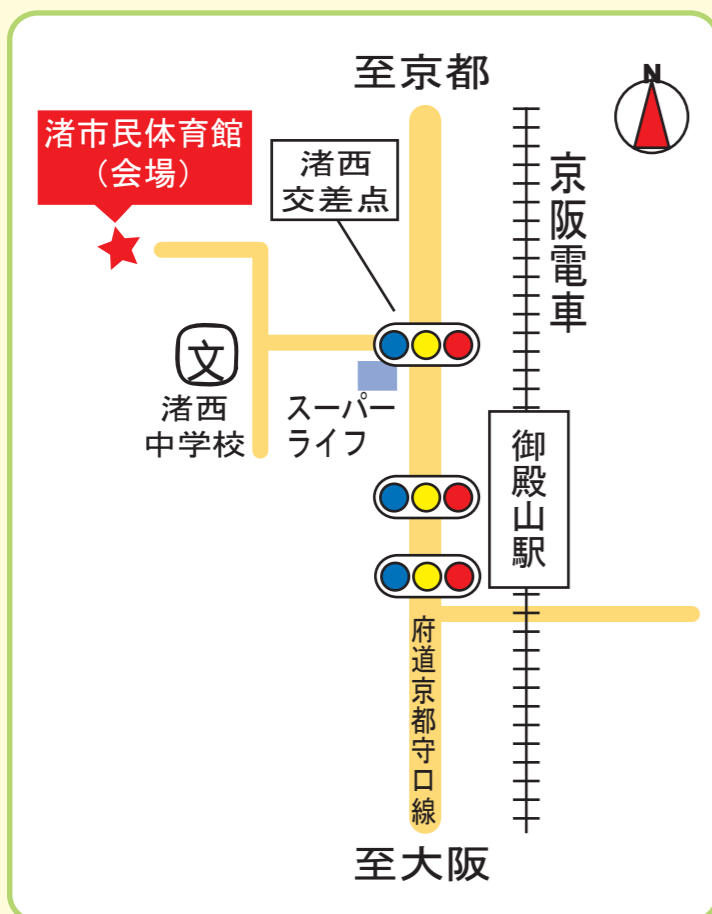 至京都
N
渚市民体育館
(会場)
渚西
交差点
京阪電車
文
渚西
中学校
スーパー
ライフ
御殿山駅
府道京都守口線
至大阪